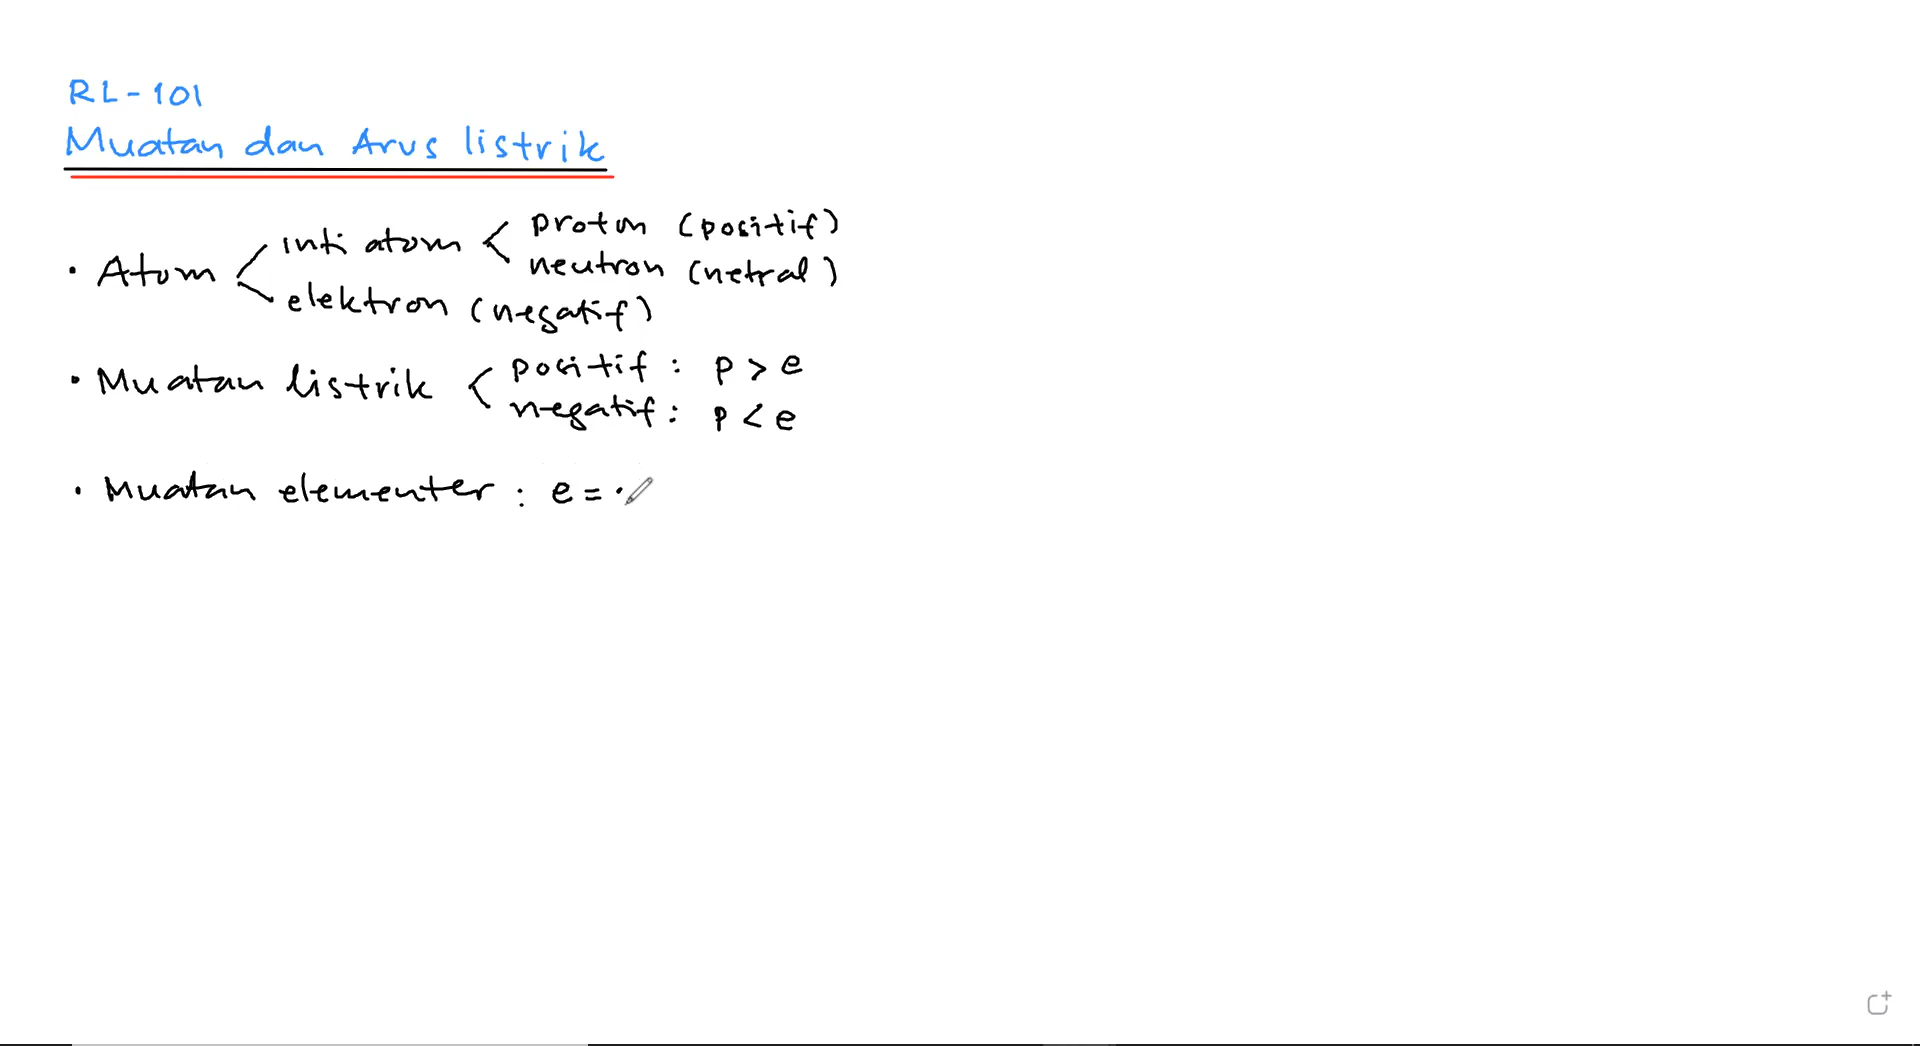 RL-101
Muatan dan Arus listrik
• Atom < inti atom < proton (positif)
neutron (netral)
elektron (negatif)
• Muatan listrik < positif : p > e
negatif : p < e
• Muatan elementer : e =